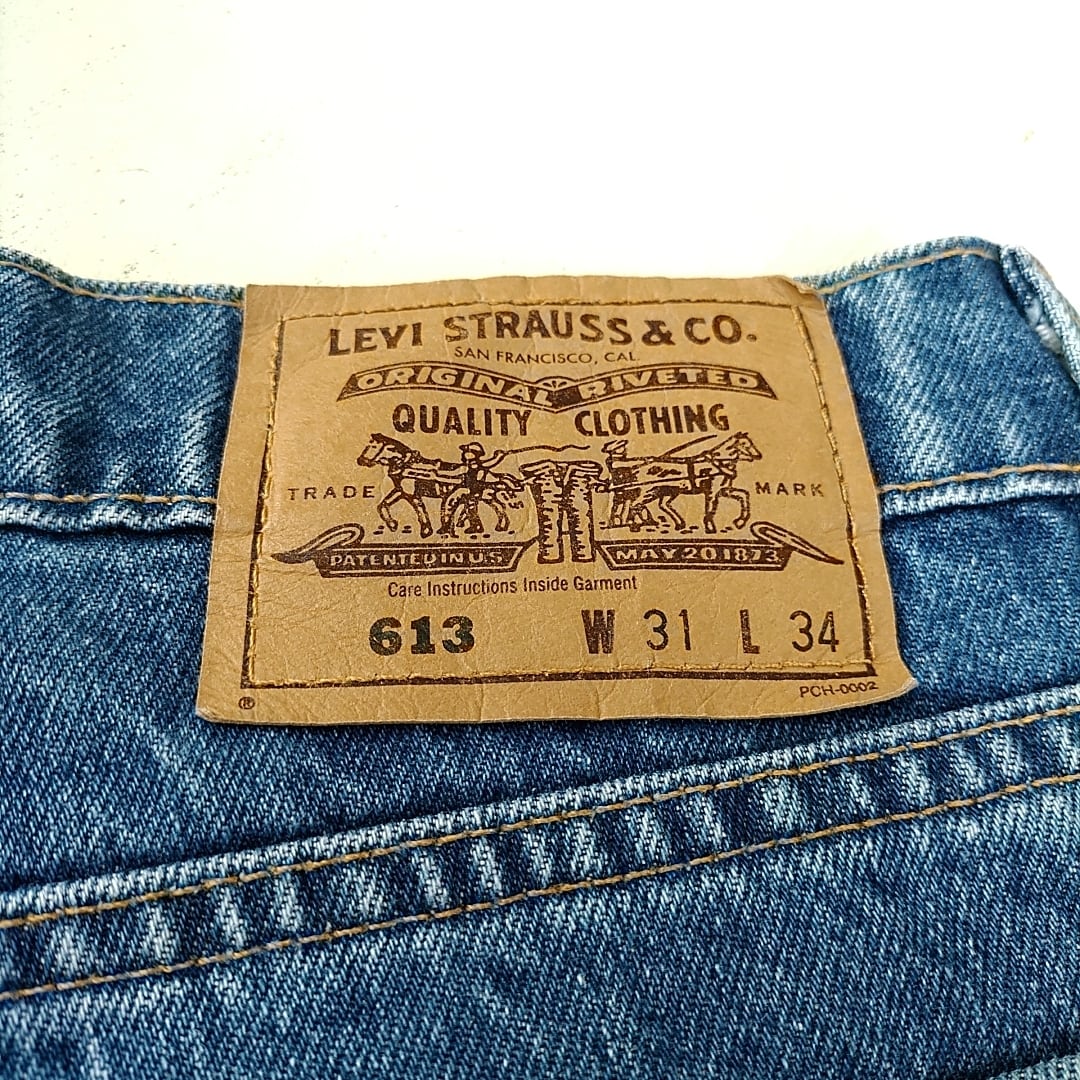 LEVI STRAUSS & CO.
SAN FRANCISCO, CAL.
ORIGINAL RIVETED
QUALITY CLOTHING
TRADE MARK
PATENTED IN U.S. MAY 20 1873
Care Instructions Inside Garment
613 W 31 L 34
® PCH-0002